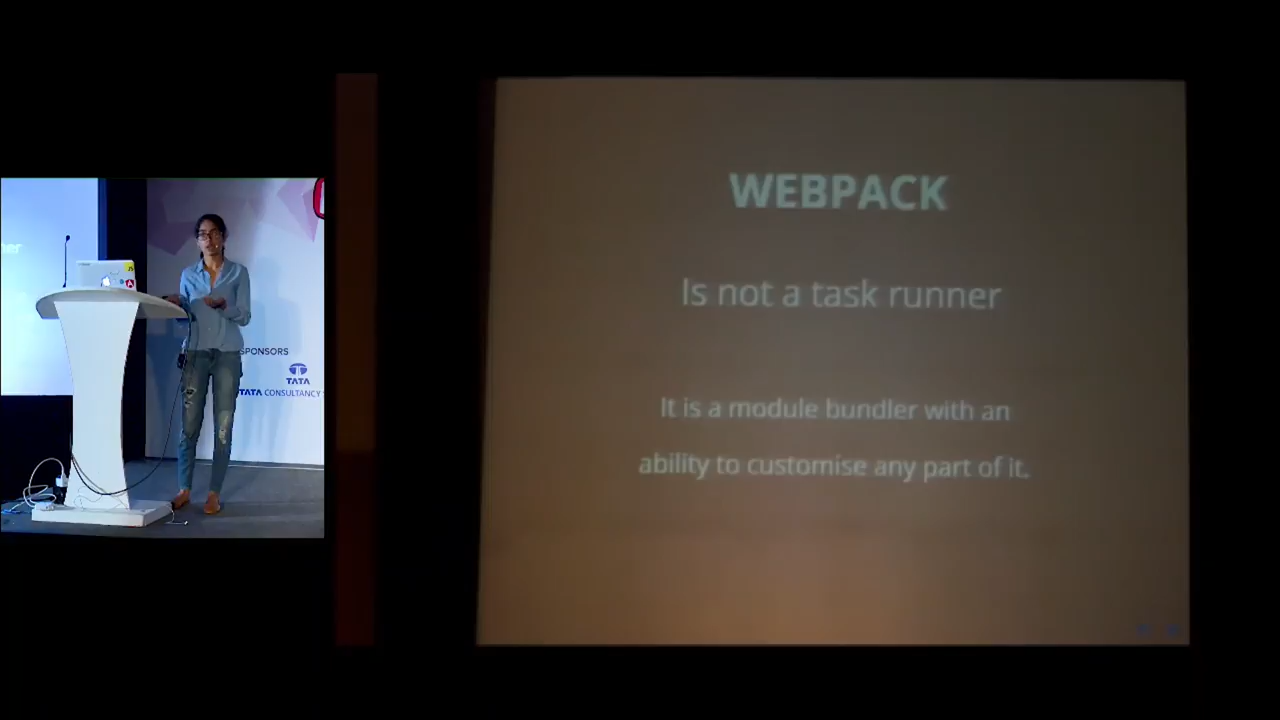 WEBPACK
Is not a task runner
It is a module bundler with an
ability to customise any part of it.
SPONSORS
TATA
TATA CONSULTANCY